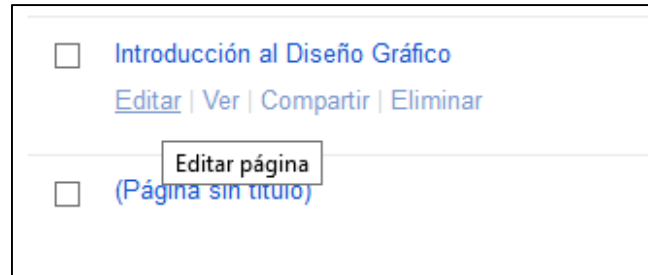 Introducción al Diseño Gráfico
Editar | Ver | Compartir | Eliminar
Editar página
(Página sin título)